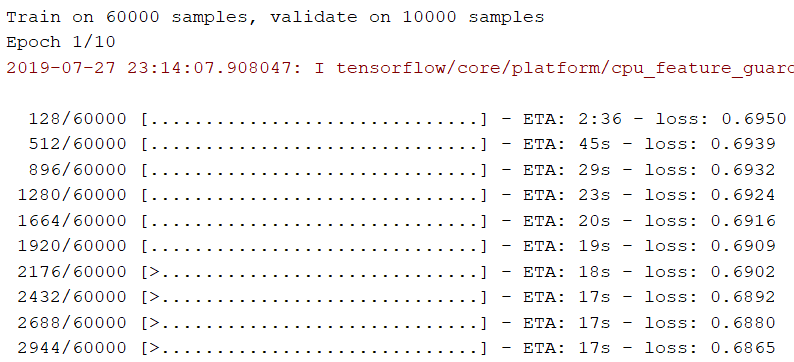 Train on 60000 samples, validate on 10000 samples
Epoch 1/10
2019-07-27 23:14:07.908047: I tensorflow/core/platform/cpu_feature_guard
128/60000 [..............................] - ETA: 2:36 - loss: 0.6950
512/60000 [..............................] - ETA: 45s - loss: 0.6939
896/60000 [..............................] - ETA: 29s - loss: 0.6932
1280/60000 [..............................] - ETA: 23s - loss: 0.6924
1664/60000 [..............................] - ETA: 20s - loss: 0.6916
1920/60000 [..............................] - ETA: 19s - loss: 0.6909
2176/60000 [>.............................] - ETA: 18s - loss: 0.6902
2432/60000 [>.............................] - ETA: 17s - loss: 0.6892
2688/60000 [>.............................] - ETA: 17s - loss: 0.6880
2944/60000 [>.............................] - ETA: 17s - loss: 0.6865